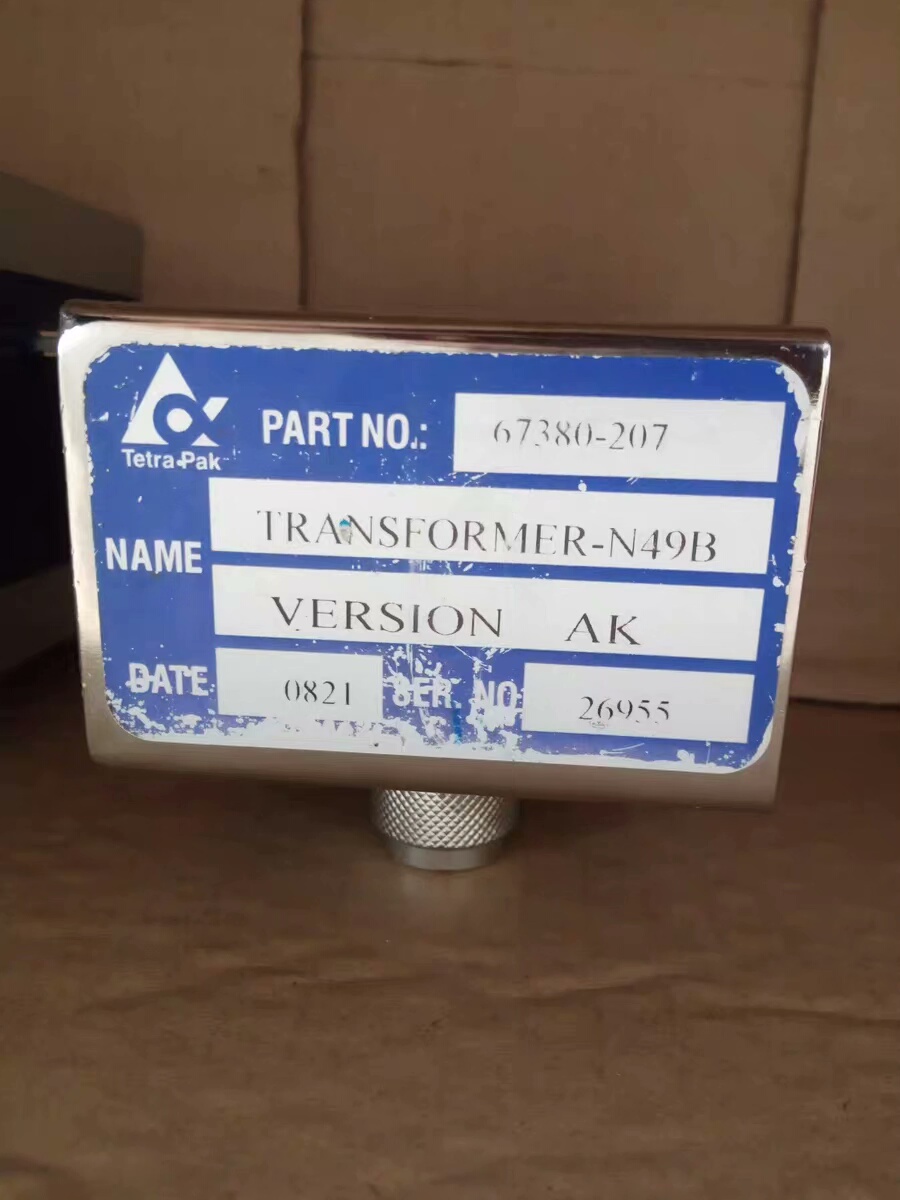 PART NO.: 67380-207
Tetra Pak
NAME TRANSFORMER-N49B
VERSION AK
DATE 0821 SER. NO 26955